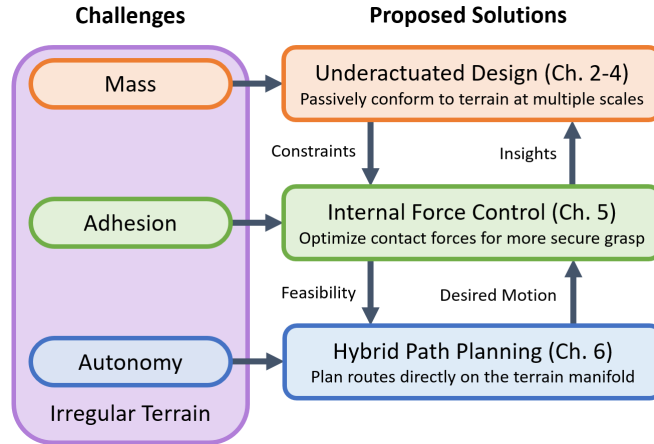 Challenges
Proposed Solutions
Mass
Underactuated Design (Ch. 2-4)
Passively conform to terrain at multiple scales
Constraints
Insights
Adhesion
Internal Force Control (Ch. 5)
Optimize contact forces for more secure grasp
Feasibility
Desired Motion
Autonomy
Hybrid Path Planning (Ch. 6)
Plan routes directly on the terrain manifold
Irregular Terrain